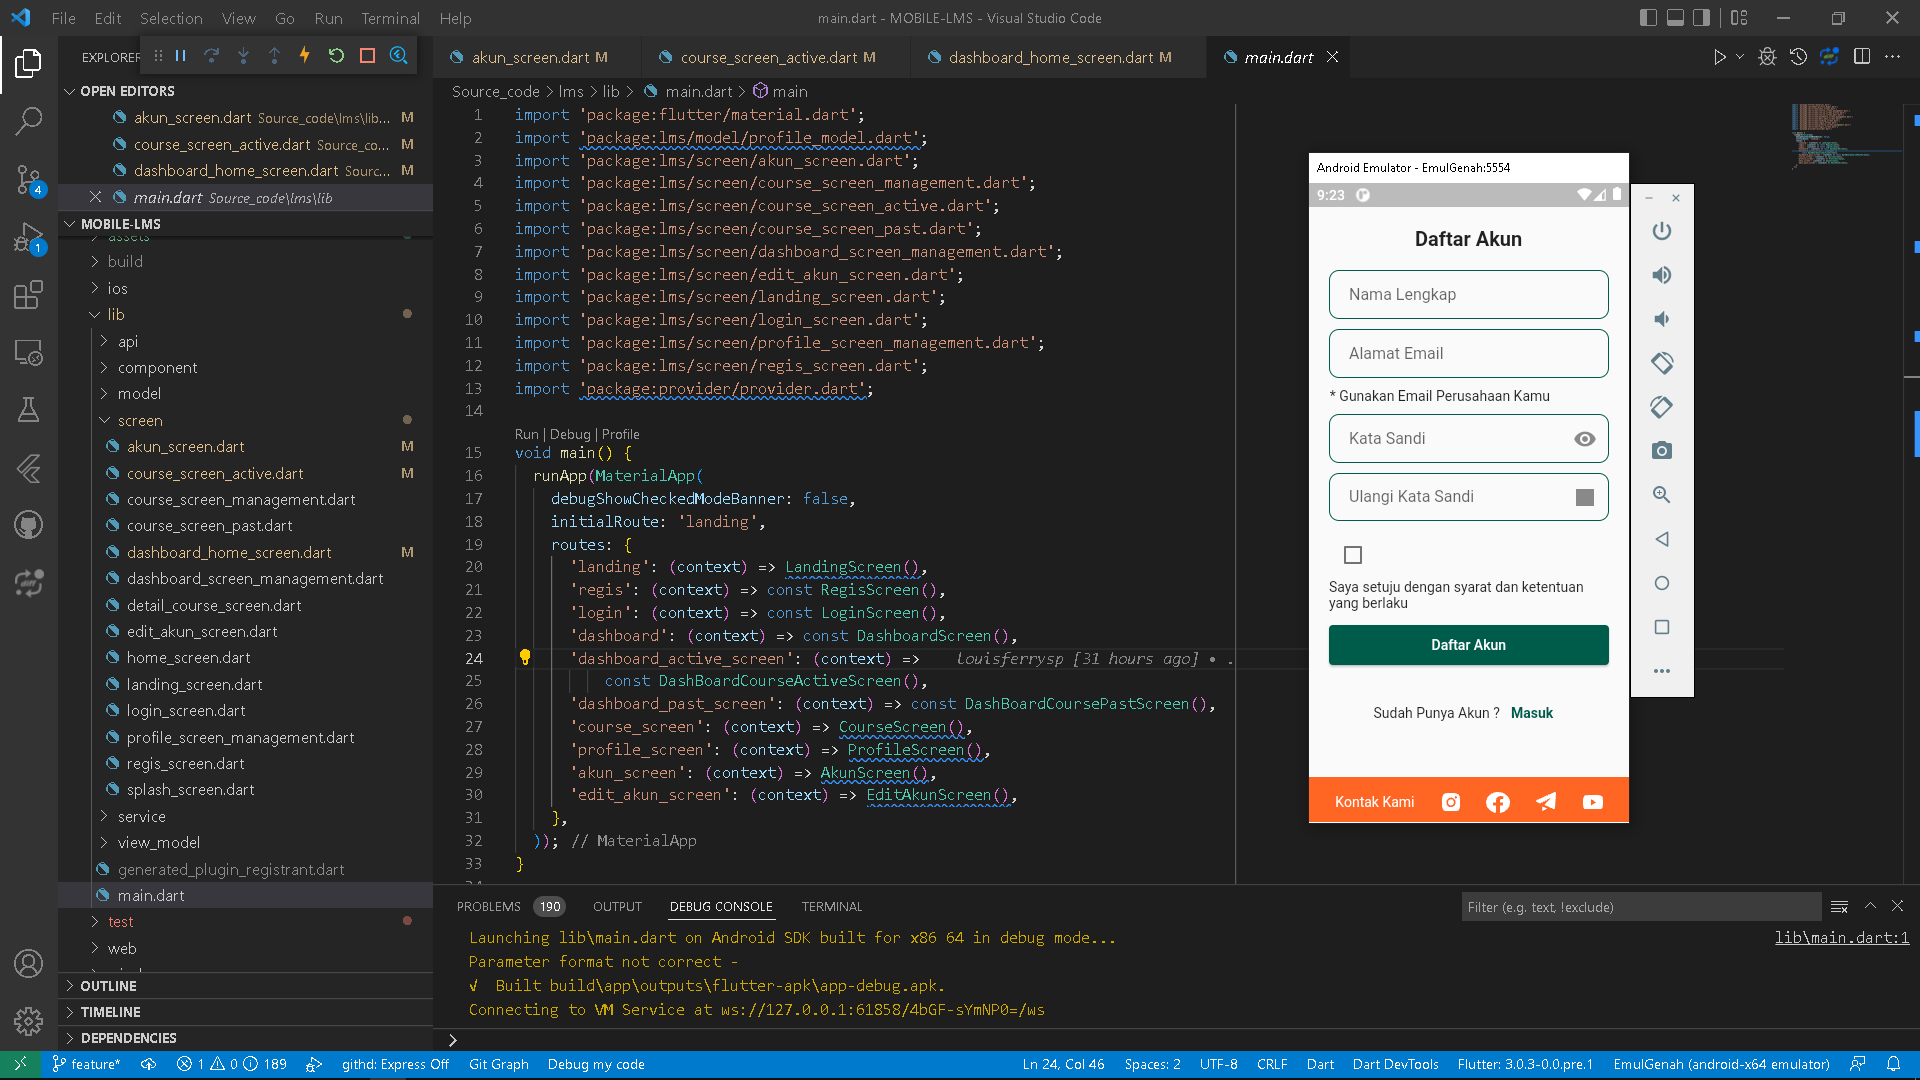 File Edit Selection View Go Run Terminal Help
main.dart - MOBILE-LMS - Visual Studio Code
EXPLORER
akun_screen.dart M
course_screen_active.dart M
dashboard_home_screen.dart M
main.dart
OPEN EDITORS
akun_screen.dart Source_code\lms\lib... M
course_screen_active.dart Source_co... M
dashboard_home_screen.dart Sourc... M
main.dart Source_code\lms\lib
MOBILE-LMS
assets
build
ios
lib
api
component
model
screen
akun_screen.dart M
course_screen_active.dart M
course_screen_management.dart
course_screen_past.dart
dashboard_home_screen.dart M
dashboard_screen_management.dart
detail_course_screen.dart
edit_akun_screen.dart
home_screen.dart
landing_screen.dart
login_screen.dart
profile_screen_management.dart
regis_screen.dart
splash_screen.dart
service
view_model
generated_plugin_registrant.dart
main.dart
test
web
OUTLINE
TIMELINE
DEPENDENCIES
4
1
Source_code > lms > lib > main.dart > main
1 import 'package:flutter/material.dart';
2 import 'package:lms/model/profile_model.dart';
3 import 'package:lms/screen/akun_screen.dart';
4 import 'package:lms/screen/course_screen_management.dart';
5 import 'package:lms/screen/course_screen_active.dart';
6 import 'package:lms/screen/course_screen_past.dart';
7 import 'package:lms/screen/dashboard_screen_management.dart';
8 import 'package:lms/screen/edit_akun_screen.dart';
9 import 'package:lms/screen/landing_screen.dart';
10 import 'package:lms/screen/login_screen.dart';
11 import 'package:lms/screen/profile_screen_management.dart';
12 import 'package:lms/screen/regis_screen.dart';
13 import 'package:provider/provider.dart';
14
Run | Debug | Profile
15 void main() {
16 runApp(MaterialApp(
17 debugShowCheckedModeBanner: false,
18 initialRoute: 'landing',
19 routes: {
20 'landing': (context) => LandingScreen(),
21 'regis': (context) => const RegisScreen(),
22 'login': (context) => const LoginScreen(),
23 'dashboard': (context) => const DashboardScreen(),
24 'dashboard_active_screen': (context) => louisferrysp [31 hours ago] • .
25 const DashBoardCourseActiveScreen(),
26 'dashboard_past_screen': (context) => const DashBoardCoursePastScreen(),
27 'course_screen': (context) => CourseScreen(),
28 'profile_screen': (context) => ProfileScreen(),
29 'akun_screen': (context) => AkunScreen(),
30 'edit_akun_screen': (context) => EditAkunScreen(),
31 },
32 )); // MaterialApp
33 }
Android Emulator - EmulGenah:5554
9:23
Daftar Akun
Nama Lengkap
Alamat Email
* Gunakan Email Perusahaan Kamu
Kata Sandi
Ulangi Kata Sandi
Saya setuju dengan syarat dan ketentuan
yang berlaku
Daftar Akun
Sudah Punya Akun ? Masuk
Kontak Kami
PROBLEMS 190 OUTPUT DEBUG CONSOLE TERMINAL
Filter (e.g. text, !exclude)
Launching lib\main.dart on Android SDK built for x86 64 in debug mode...
lib\main.dart:1
Parameter format not correct -
√ Built build\app\outputs\flutter-apk\app-debug.apk.
Connecting to VM Service at ws://127.0.0.1:61858/4bGF-sYmNP0=/ws
feature* 1 0 189 githd: Express Off Git Graph Debug my code
Ln 24, Col 46 Spaces: 2 UTF-8 CRLF Dart Dart DevTools Flutter: 3.0.3-0.0.pre.1 EmulGenah (android-x64 emulator)